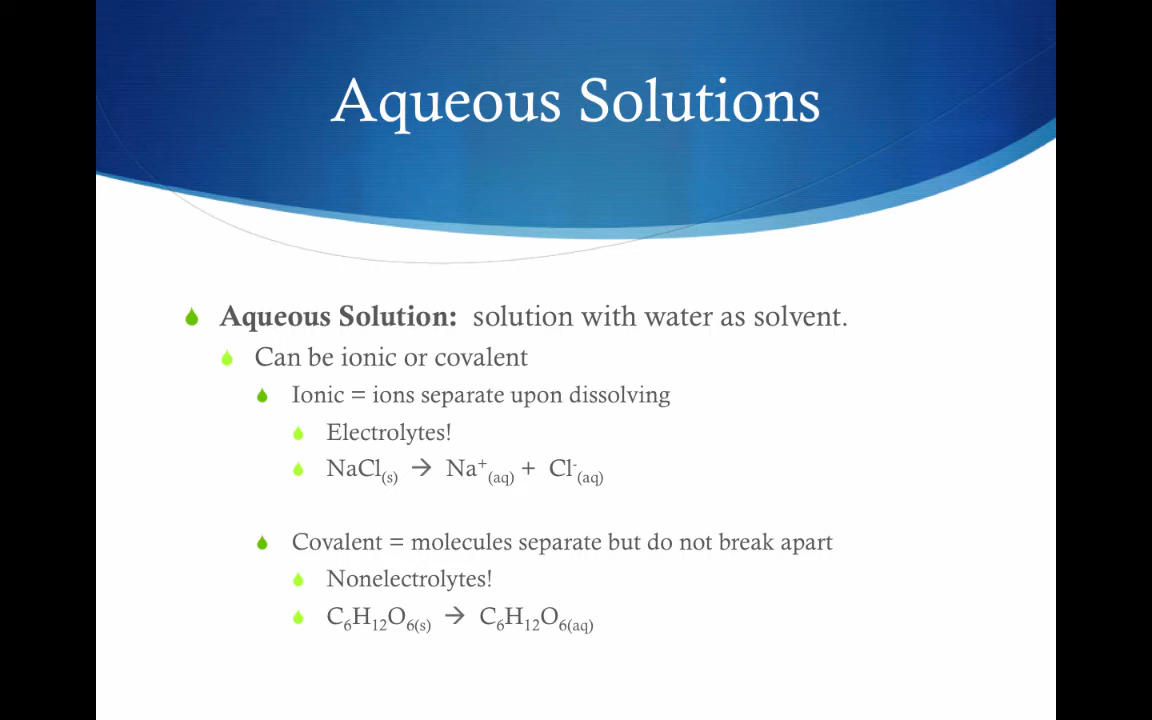 Aqueous Solutions
Aqueous Solution: solution with water as solvent.
Can be ionic or covalent
Ionic = ions separate upon dissolving
Electrolytes!
NaCl(s) → Na⁺(aq) + Cl⁻(aq)
Covalent = molecules separate but do not break apart
Nonelectrolytes!
C₆H₁₂O₆(s) → C₆H₁₂O₆(aq)